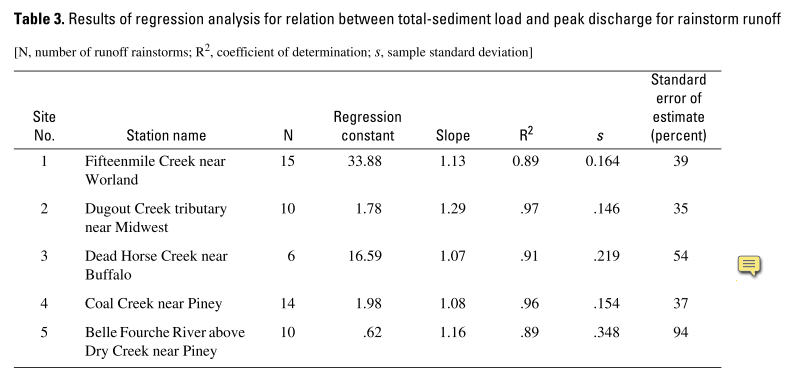 Table 3. Results of regression analysis for relation between total-sediment load and peak discharge for rainstorm runoff
[N, number of runoff rainstorms; R², coefficient of determination; s, sample standard deviation]
Site No. Station name N Regression constant Slope R² s Standard error of estimate (percent)
1 Fifteenmile Creek near Worland 15 33.88 1.13 0.89 0.164 39
2 Dugout Creek tributary near Midwest 10 1.78 1.29 .97 .146 35
3 Dead Horse Creek near Buffalo 6 16.59 1.07 .91 .219 54
4 Coal Creek near Piney 14 1.98 1.08 .96 .154 37
5 Belle Fourche River above Dry Creek near Piney 10 .62 1.16 .89 .348 94